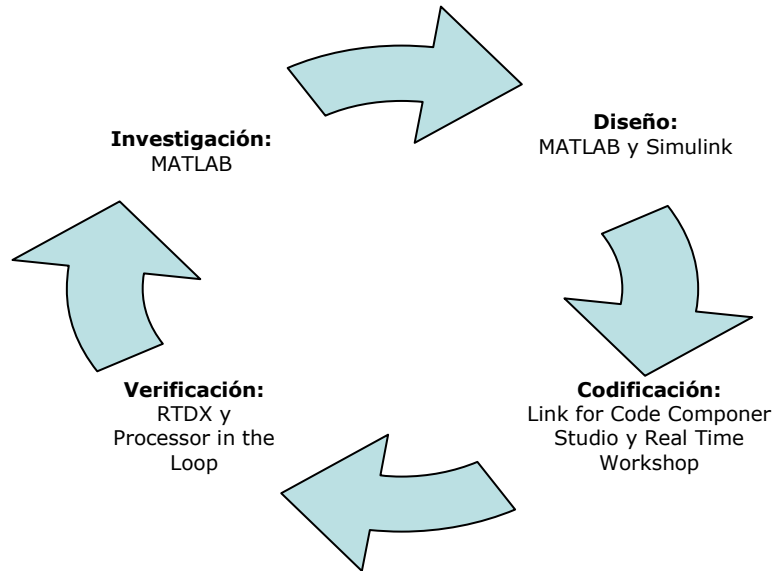 Investigación:
MATLAB
Diseño:
MATLAB y Simulink
Codificación:
Link for Code Componer
Studio y Real Time
Workshop
Verificación:
RTDX y
Processor in the
Loop